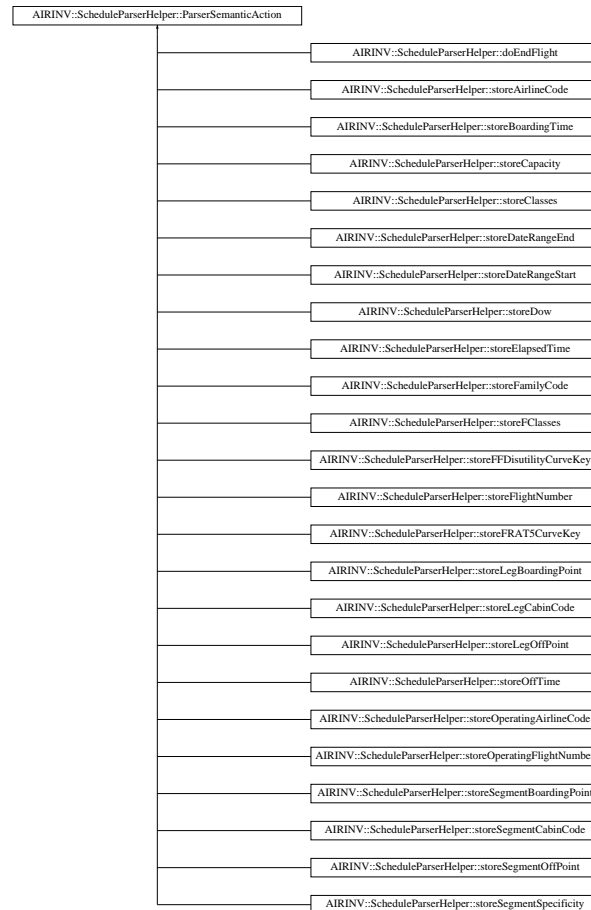 AIRINV::ScheduleParserHelper::ParserSemanticAction
AIRINV::ScheduleParserHelper::doEndFlight
AIRINV::ScheduleParserHelper::storeAirlineCode
AIRINV::ScheduleParserHelper::storeBoardingTime
AIRINV::ScheduleParserHelper::storeCapacity
AIRINV::ScheduleParserHelper::storeClasses
AIRINV::ScheduleParserHelper::storeDateRangeEnd
AIRINV::ScheduleParserHelper::storeDateRangeStart
AIRINV::ScheduleParserHelper::storeDow
AIRINV::ScheduleParserHelper::storeElapsedTime
AIRINV::ScheduleParserHelper::storeFamilyCode
AIRINV::ScheduleParserHelper::storeFClasses
AIRINV::ScheduleParserHelper::storeFFDisutilityCurveKey
AIRINV::ScheduleParserHelper::storeFlightNumber
AIRINV::ScheduleParserHelper::storeFRAT5CurveKey
AIRINV::ScheduleParserHelper::storeLegBoardingPoint
AIRINV::ScheduleParserHelper::storeLegCabinCode
AIRINV::ScheduleParserHelper::storeLegOffPoint
AIRINV::ScheduleParserHelper::storeOffTime
AIRINV::ScheduleParserHelper::storeOperatingAirlineCode
AIRINV::ScheduleParserHelper::storeOperatingFlightNumber
AIRINV::ScheduleParserHelper::storeSegmentBoardingPoint
AIRINV::ScheduleParserHelper::storeSegmentCabinCode
AIRINV::ScheduleParserHelper::storeSegmentOffPoint
AIRINV::ScheduleParserHelper::storeSegmentSpecificity